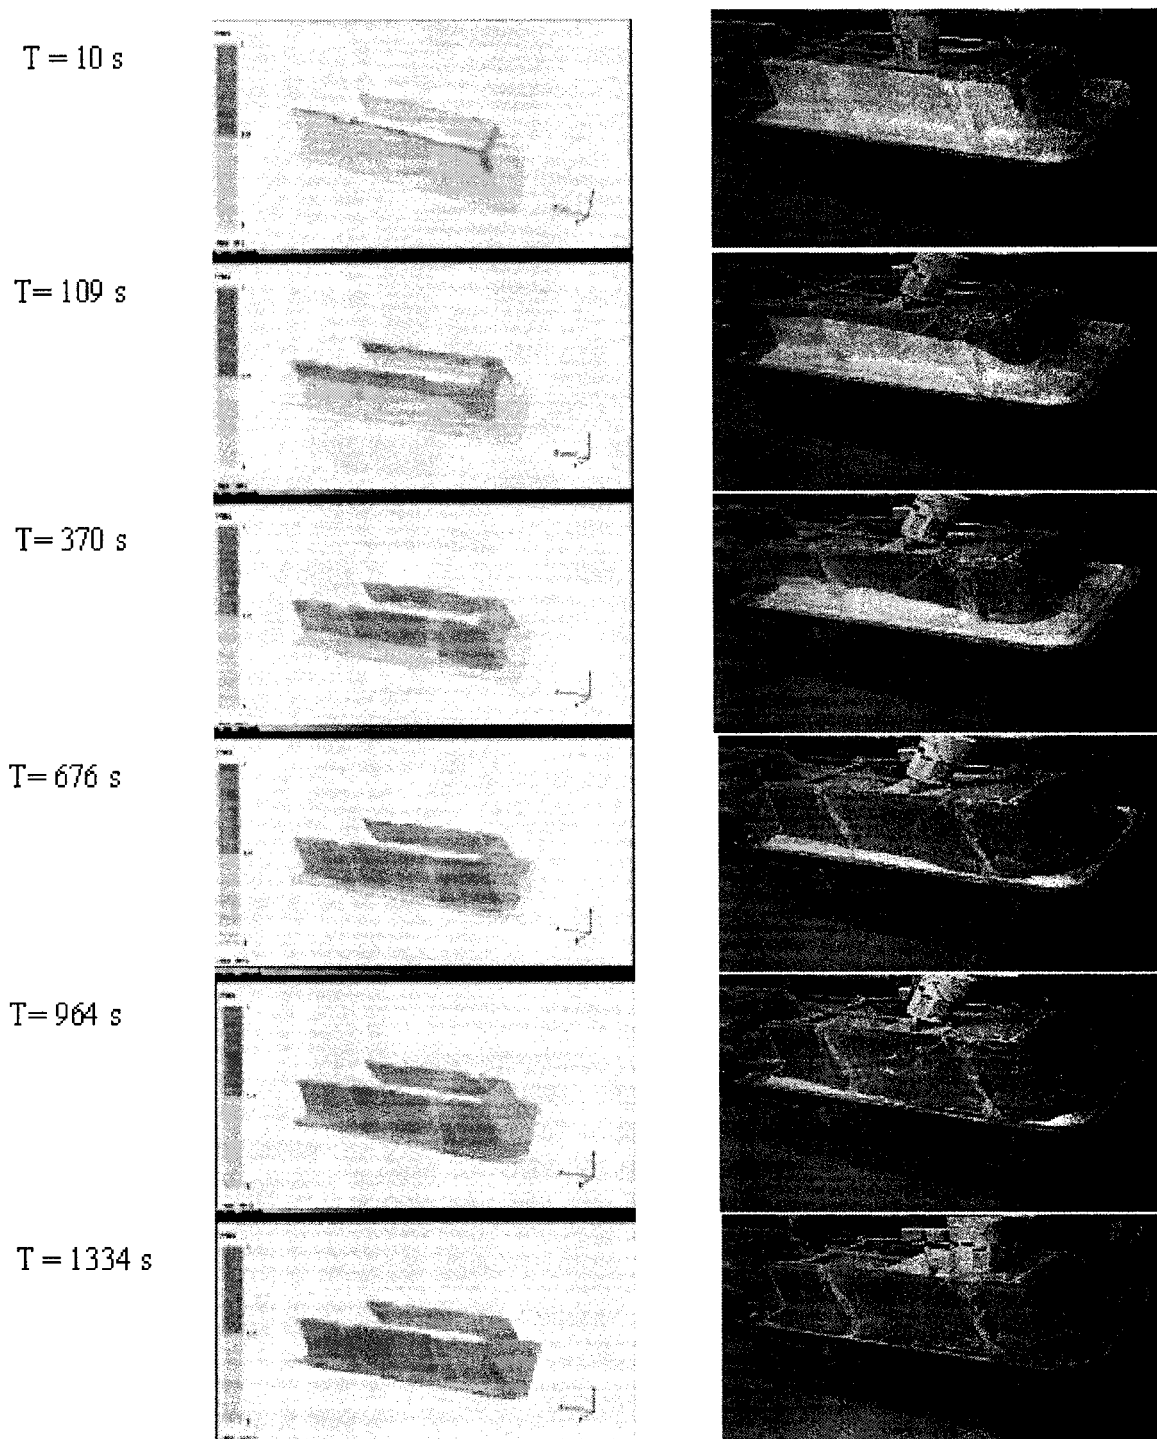 T = 10 s
T= 109 s
T= 370 s
T= 676 s
T= 964 s
T = 1334 s